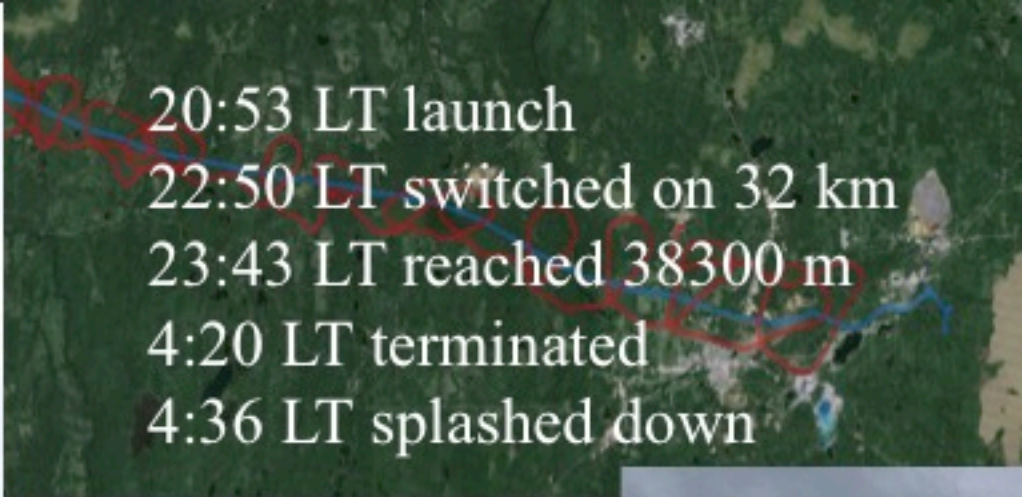 20:53 LT launch
22:50 LT switched on 32 km
23:43 LT reached 38300 m
4:20 LT terminated
4:36 LT splashed down